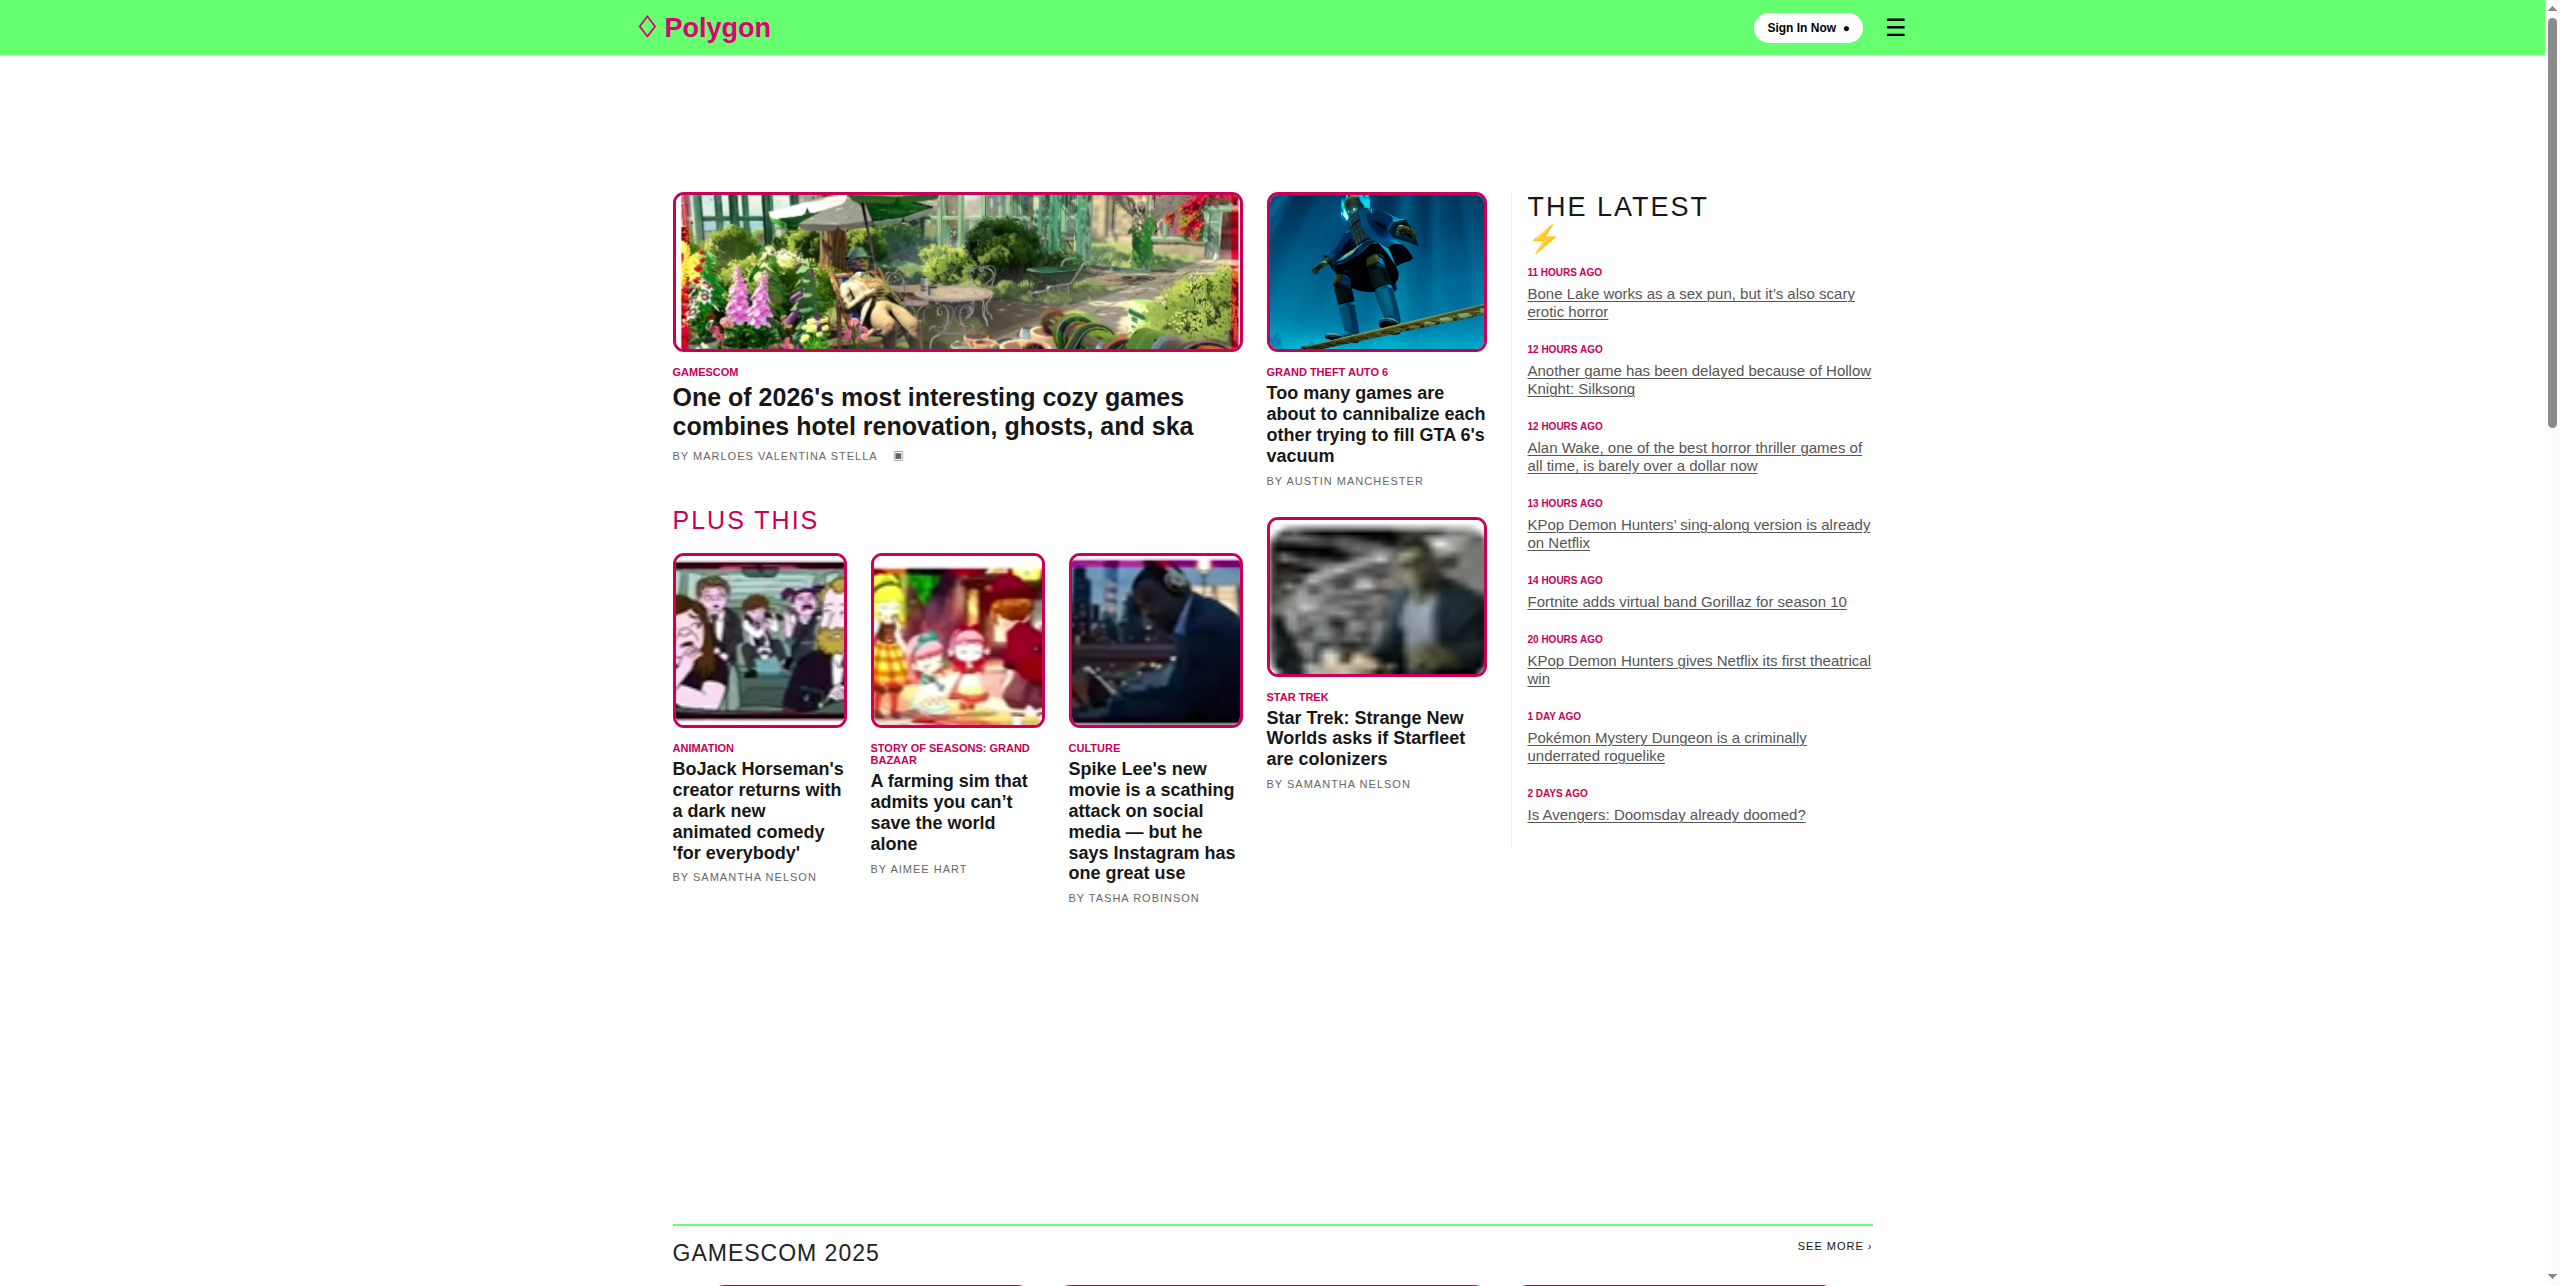 ♢ Polygon
Sign In Now ●
☰
GAMESCOM
One of 2026's most interesting cozy games
combines hotel renovation, ghosts, and ska
BY MARLOES VALENTINA STELLA ▣
PLUS THIS
ANIMATION
BoJack Horseman's
creator returns with
a dark new
animated comedy
'for everybody'
BY SAMANTHA NELSON
STORY OF SEASONS: GRAND
BAZAAR
A farming sim that
admits you can’t
save the world
alone
BY AIMEE HART
CULTURE
Spike Lee's new
movie is a scathing
attack on social
media — but he
says Instagram has
one great use
BY TASHA ROBINSON
GRAND THEFT AUTO 6
Too many games are
about to cannibalize each
other trying to fill GTA 6's
vacuum
BY AUSTIN MANCHESTER
STAR TREK
Star Trek: Strange New
Worlds asks if Starfleet
are colonizers
BY SAMANTHA NELSON
THE LATEST
⚡
11 HOURS AGO
Bone Lake works as a sex pun, but it’s also scary
erotic horror
12 HOURS AGO
Another game has been delayed because of Hollow
Knight: Silksong
12 HOURS AGO
Alan Wake, one of the best horror thriller games of
all time, is barely over a dollar now
13 HOURS AGO
KPop Demon Hunters’ sing-along version is already
on Netflix
14 HOURS AGO
Fortnite adds virtual band Gorillaz for season 10
20 HOURS AGO
KPop Demon Hunters gives Netflix its first theatrical
win
1 DAY AGO
Pokémon Mystery Dungeon is a criminally
underrated roguelike
2 DAYS AGO
Is Avengers: Doomsday already doomed?
GAMESCOM 2025
SEE MORE ›